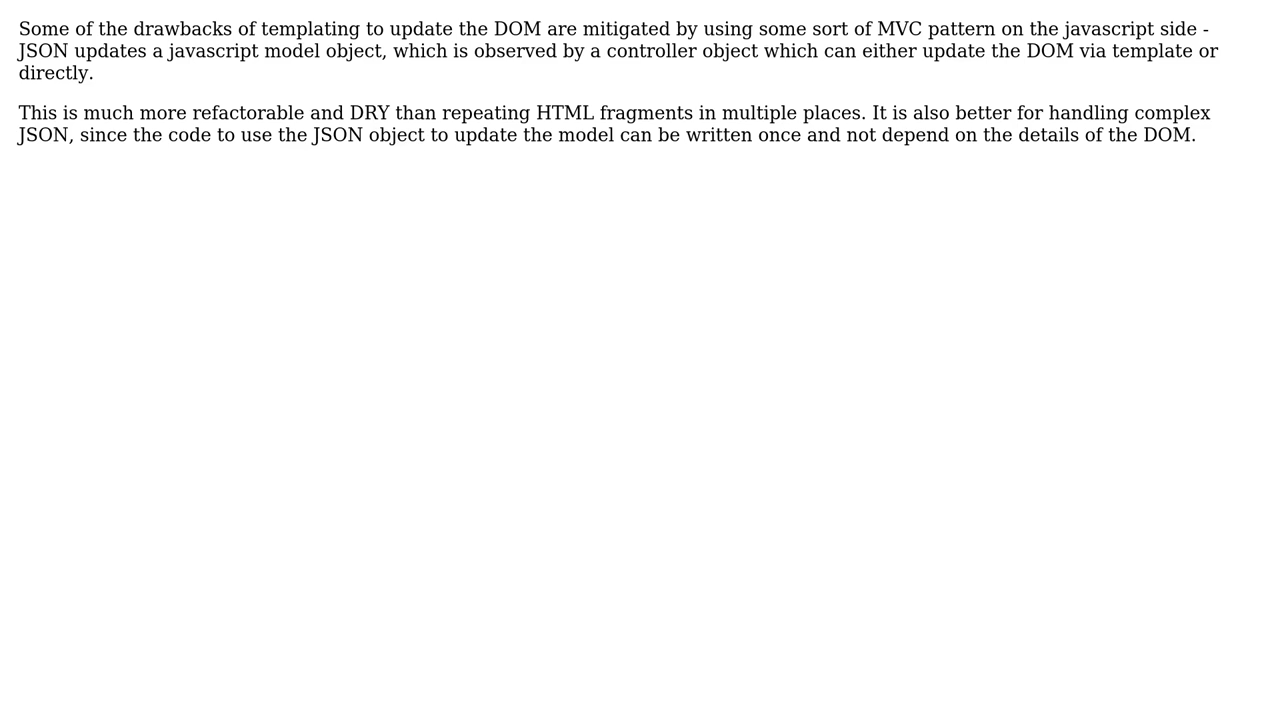 Some of the drawbacks of templating to update the DOM are mitigated by using some sort of MVC pattern on the javascript side -
JSON updates a javascript model object, which is observed by a controller object which can either update the DOM via template or
directly.
This is much more refactorable and DRY than repeating HTML fragments in multiple places. It is also better for handling complex
JSON, since the code to use the JSON object to update the model can be written once and not depend on the details of the DOM.